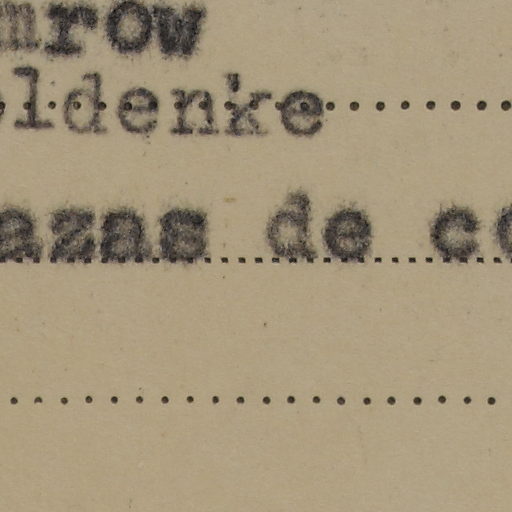 mrow
ldenke
azas de c